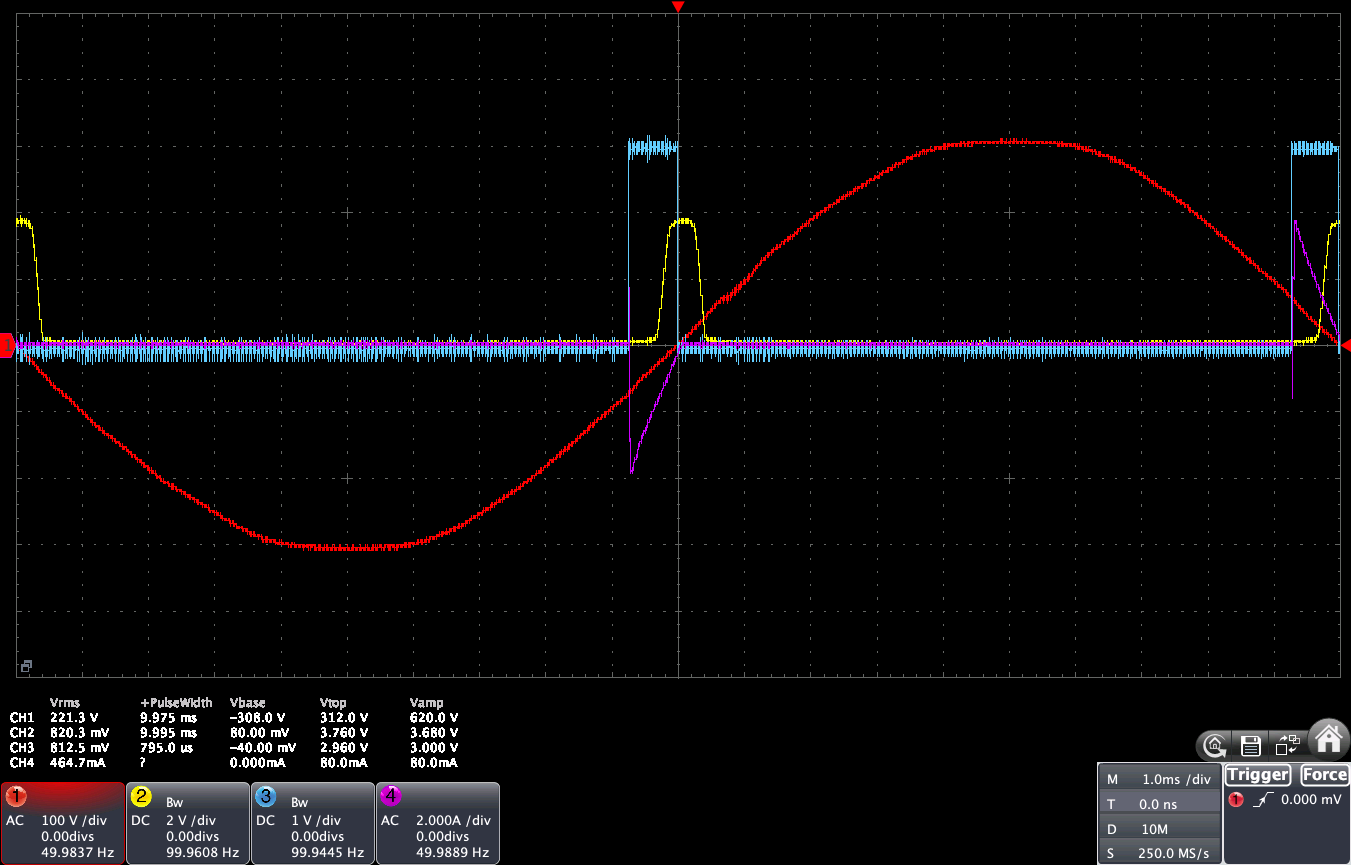 1
Vrms +PulseWidth Vbase Vtop Vamp
CH1 221.3 V 9.975 ms −308.0 V 312.0 V 620.0 V
CH2 820.3 mV 9.995 ms 80.00 mV 3.760 V 3.680 V
CH3 812.5 mV 795.0 us −40.00 mV 2.960 V 3.000 V
CH4 464.7mA ? 0.000mA 80.0mA 80.0mA
1
AC 100 V /div
0.00divs
49.9837 Hz
2 Bw
DC 2 V /div
0.00divs
99.9608 Hz
3 Bw
DC 1 V /div
0.00divs
99.9445 Hz
4
AC 2.000A /div
0.00divs
49.9889 Hz
M 1.0ms /div
T 0.0 ns
D 10M
S 250.0 MS/s
Trigger Force
1 0.000 mV